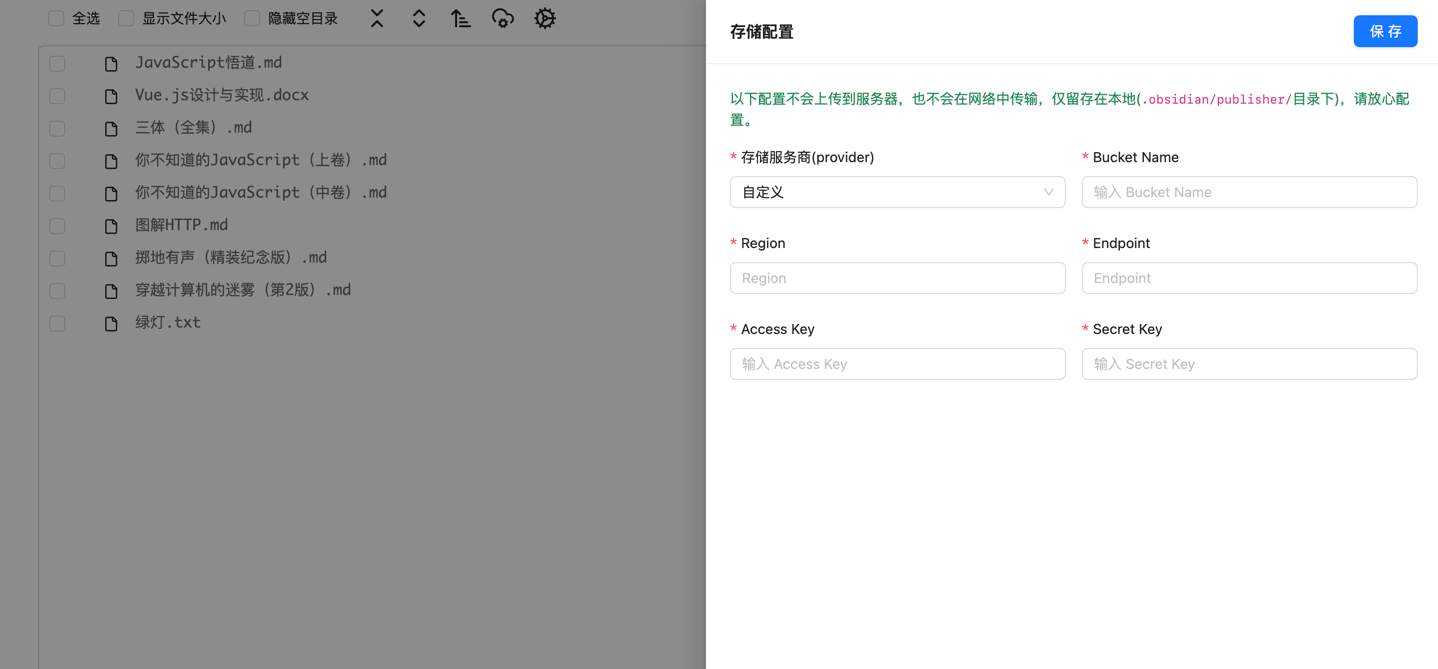 全选 显示文件大小 隐藏空目录
JavaScript悟道.md
Vue.js设计与实现.docx
三体（全集）.md
你不知道的JavaScript（上卷）.md
你不知道的JavaScript（中卷）.md
图解HTTP.md
掷地有声（精装纪念版）.md
穿越计算机的迷雾（第2版）.md
绿灯.txt
存储配置
保 存
以下配置不会上传到服务器，也不会在网络中传输，仅留存在本地(.obsidian/publisher/目录下)，请放心配
置。
* 存储服务商(provider)
自定义
* Bucket Name
输入 Bucket Name
* Region
Region
* Endpoint
Endpoint
* Access Key
输入 Access Key
* Secret Key
输入 Secret Key